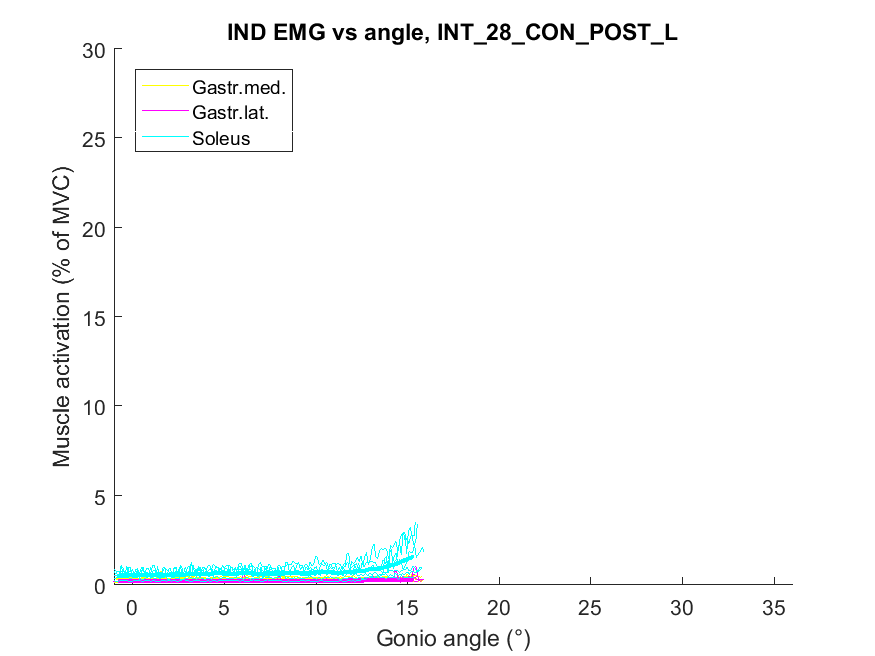 IND EMG vs angle, INT_28_CON_POST_L
30
25
20
15
10
5
0
Muscle activation (% of MVC)
Gastr.med.
Gastr.lat.
Soleus
0 5 10 15 20 25 30 35
Gonio angle (°)